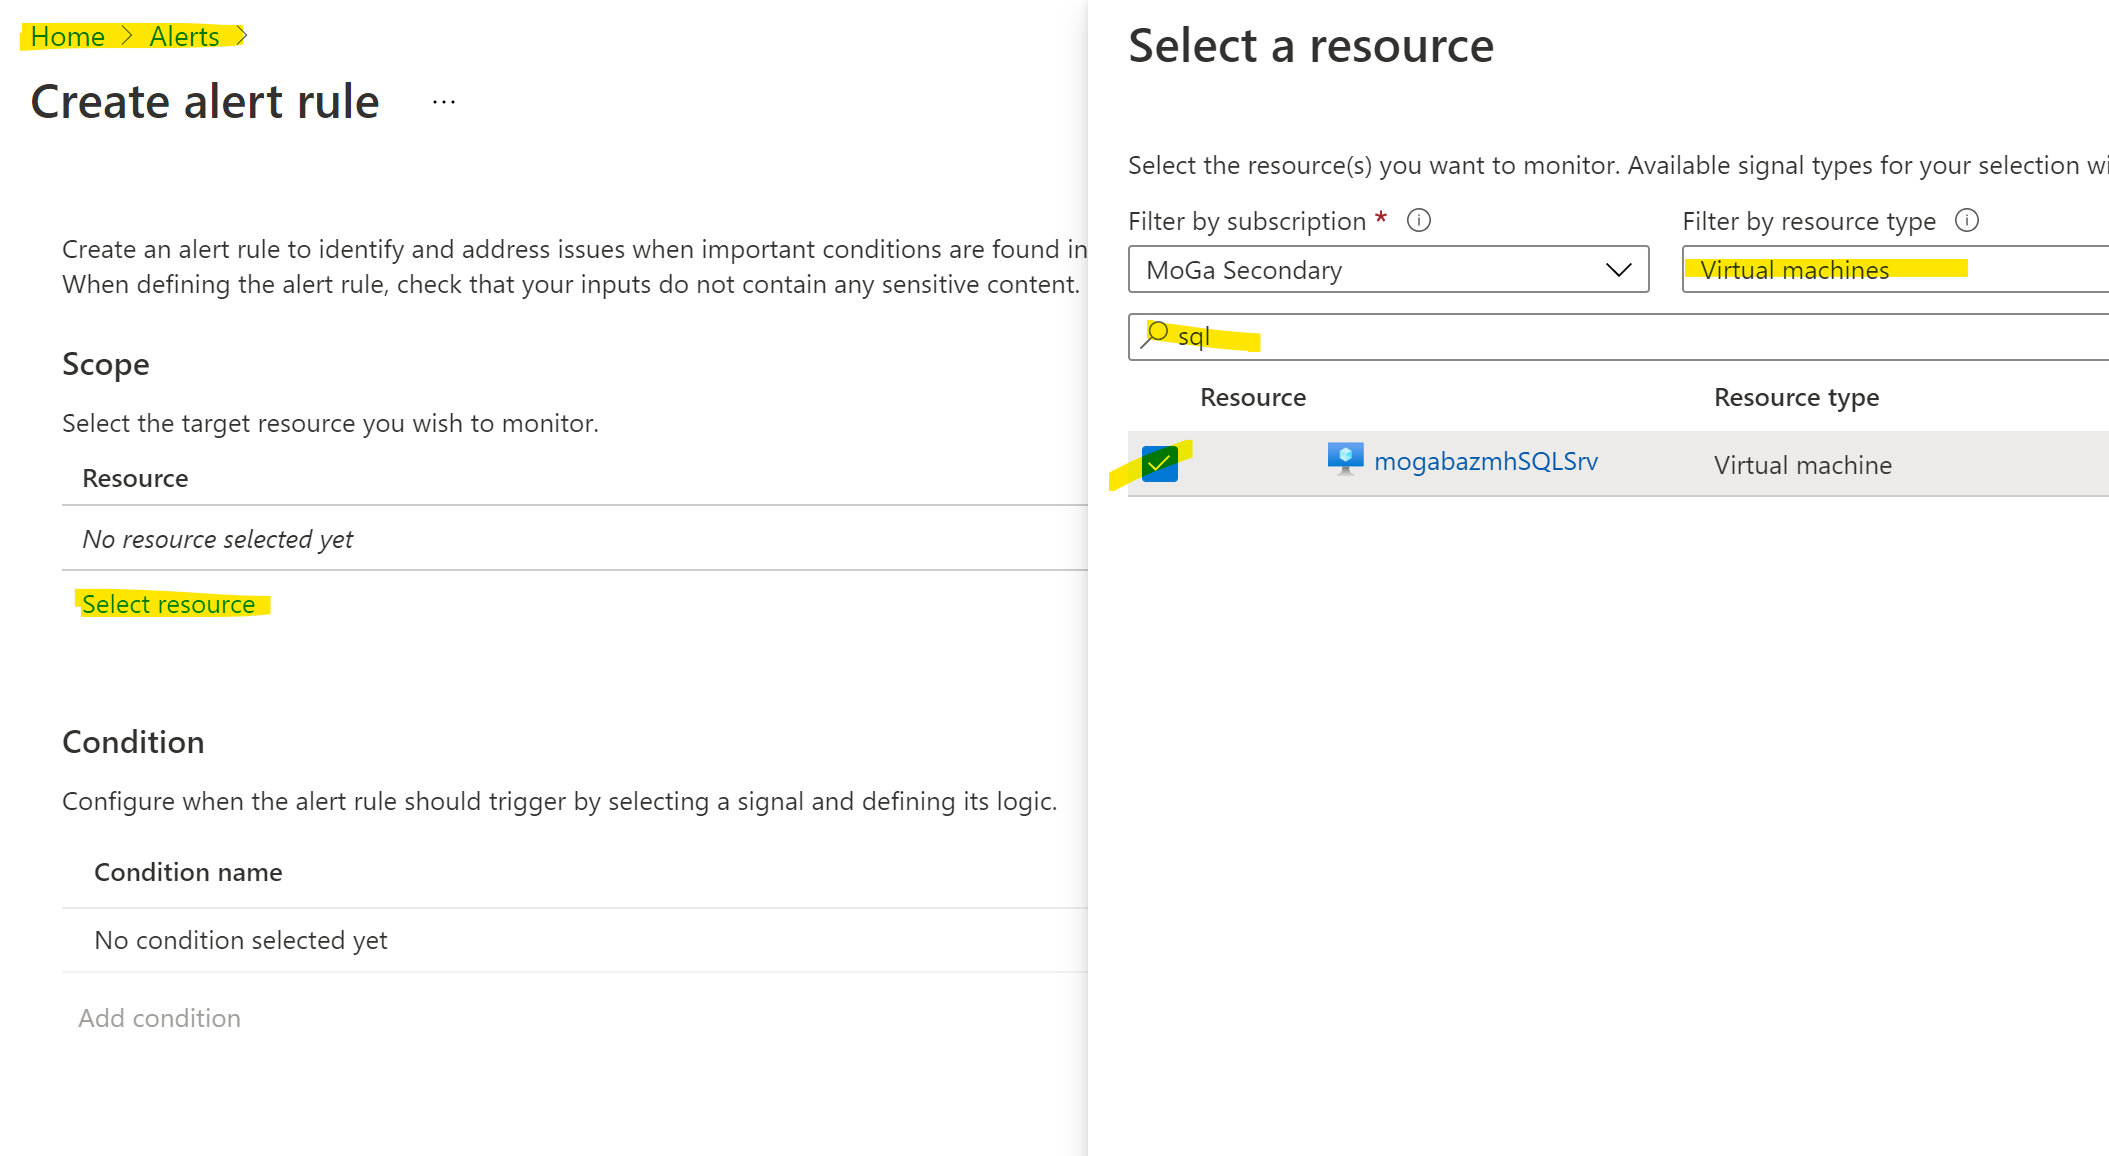 Home > Alerts >
Create alert rule ...
Create an alert rule to identify and address issues when important conditions are found in
When defining the alert rule, check that your inputs do not contain any sensitive content.
Scope
Select the target resource you wish to monitor.
Resource
No resource selected yet
Select resource
Condition
Configure when the alert rule should trigger by selecting a signal and defining its logic.
Condition name
No condition selected yet
Add condition
Select a resource
Select the resource(s) you want to monitor. Available signal types for your selection wi
Filter by subscription * Filter by resource type
MoGa Secondary Virtual machines
sql
Resource Resource type
mogabazmhSQLSrv Virtual machine